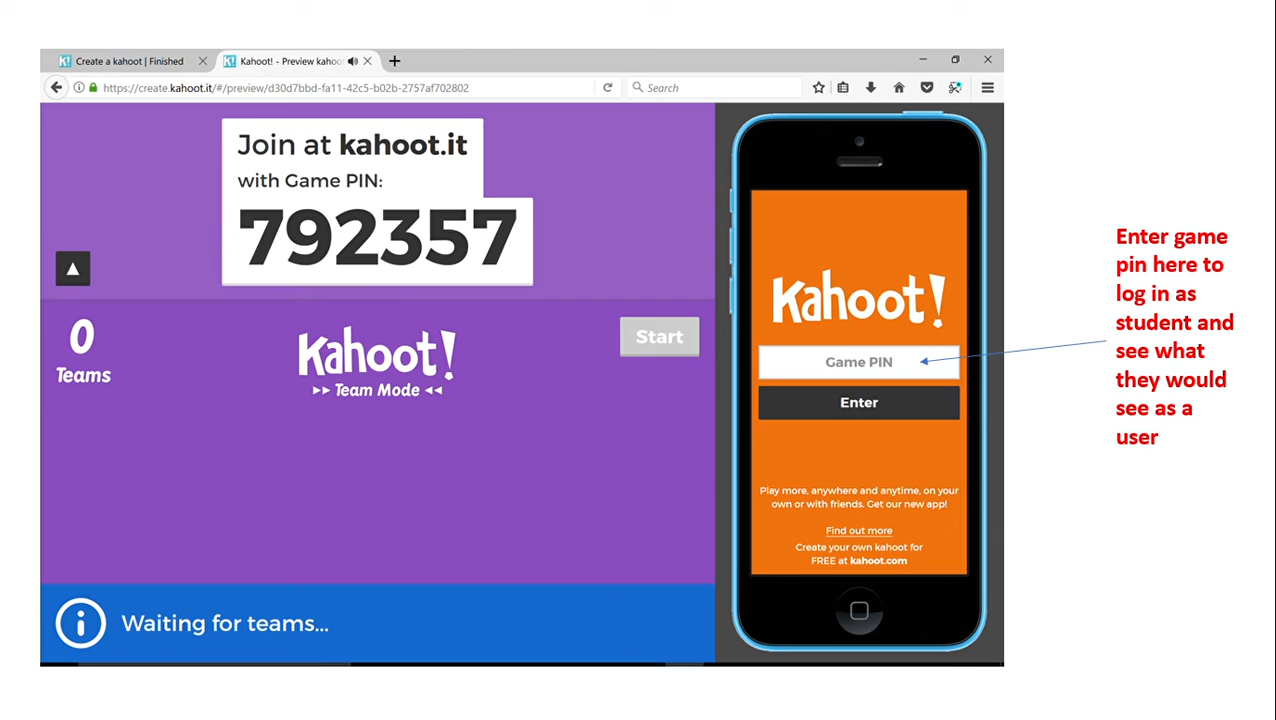 Create a kahoot | Finished
Kahoot! - Preview kahoo
https://create.kahoot.it/#/preview/d30d7bbd-fa11-42c5-b02b-2757af702802
Search
Join at kahoot.it
with Game PIN:
792357
0
Teams
Kahoot!
Team Mode
Start
Waiting for teams...
Kahoot!
Game PIN
Enter
Play more, anywhere and anytime, on your
own or with friends. Get our new app!
Find out more
Create your own kahoot for
FREE at kahoot.com
Enter game
pin here to
log in as
student and
see what
they would
see as a
user